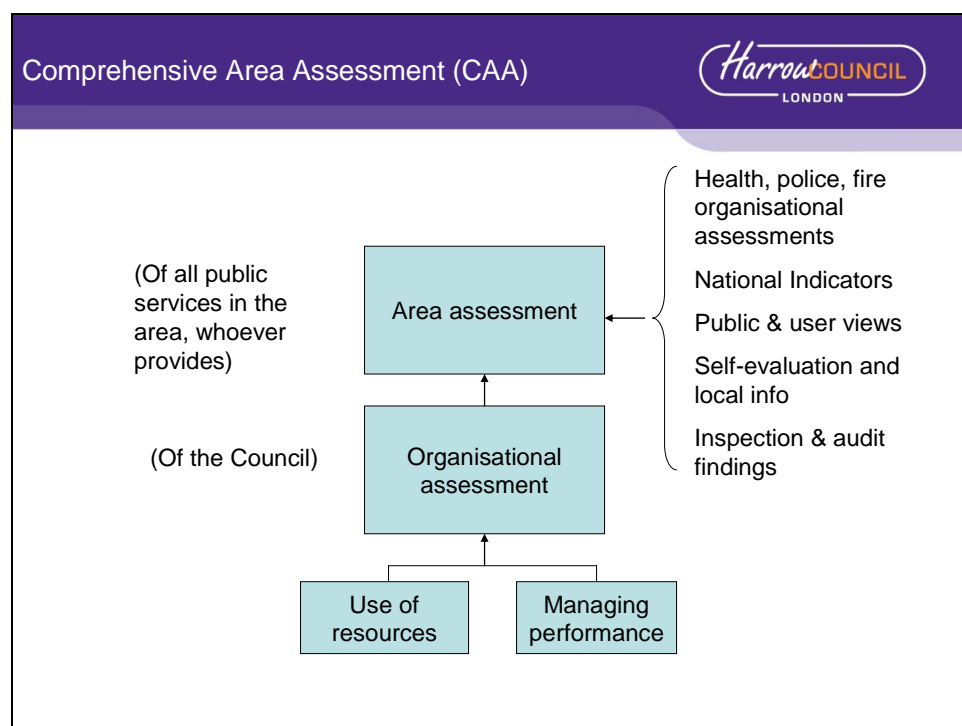 Comprehensive Area Assessment (CAA)
HarrowCOUNCIL
LONDON
Health, police, fire
organisational
assessments
National Indicators
Public & user views
Self-evaluation and
local info
Inspection & audit
findings
(Of all public
services in the
area, whoever
provides)
Area assessment
(Of the Council)
Organisational
assessment
Use of
resources
Managing
performance